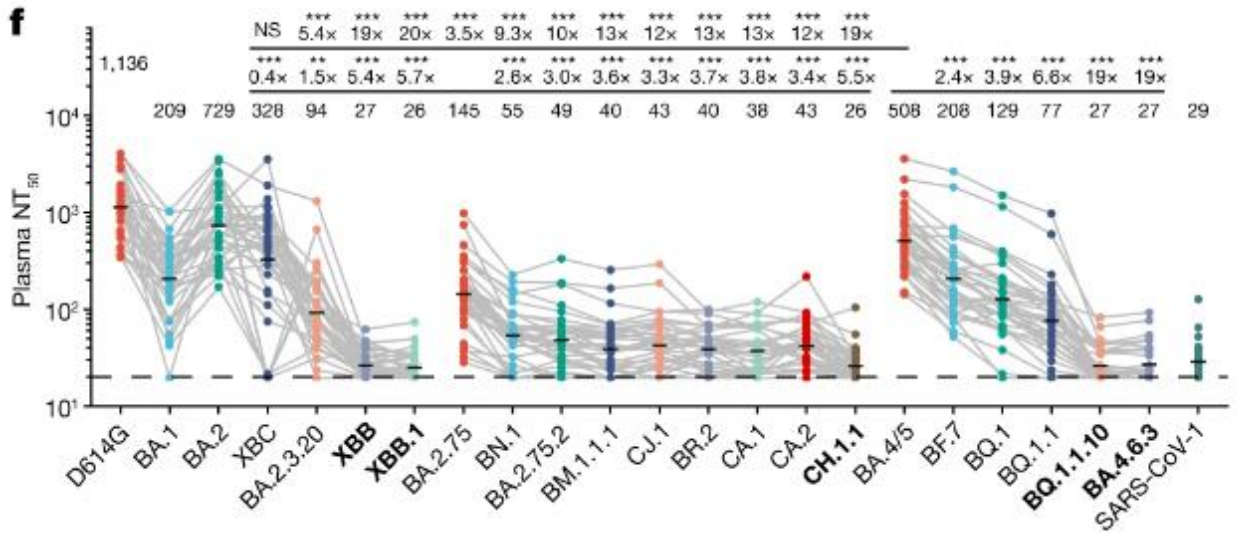 f
*** *** *** *** *** *** *** *** *** *** *** ***
NS 5.4× 19× 20× 3.5× 9.3× 10× 13× 12× 13× 13× 12× 19×
1,136
*** ** *** *** *** *** *** *** *** *** *** *** *** *** *** *** ***
0.4× 1.5× 5.4× 5.7× 2.6× 3.0× 3.6× 3.3× 3.7× 3.8× 3.4× 5.5× 2.4× 3.9× 6.6× 19× 19×
209 729 328 94 27 26 145 55 49 40 43 40 38 43 26 508 208 129 77 27 27 29
10⁴
10³
10²
10¹
Plasma NT₅₀
D614G
BA.1
BA.2
XBC
BA.2.3.20
XBB
XBB.1
BA.2.75
BN.1
BA.2.75.2
BM.1.1.1
CJ.1
BR.2
CA.1
CA.2
CH.1.1
BA.4/5
BF.7
BQ.1
BQ.1.1
BQ.1.1.10
BA.4.6.3
SARS-CoV-1